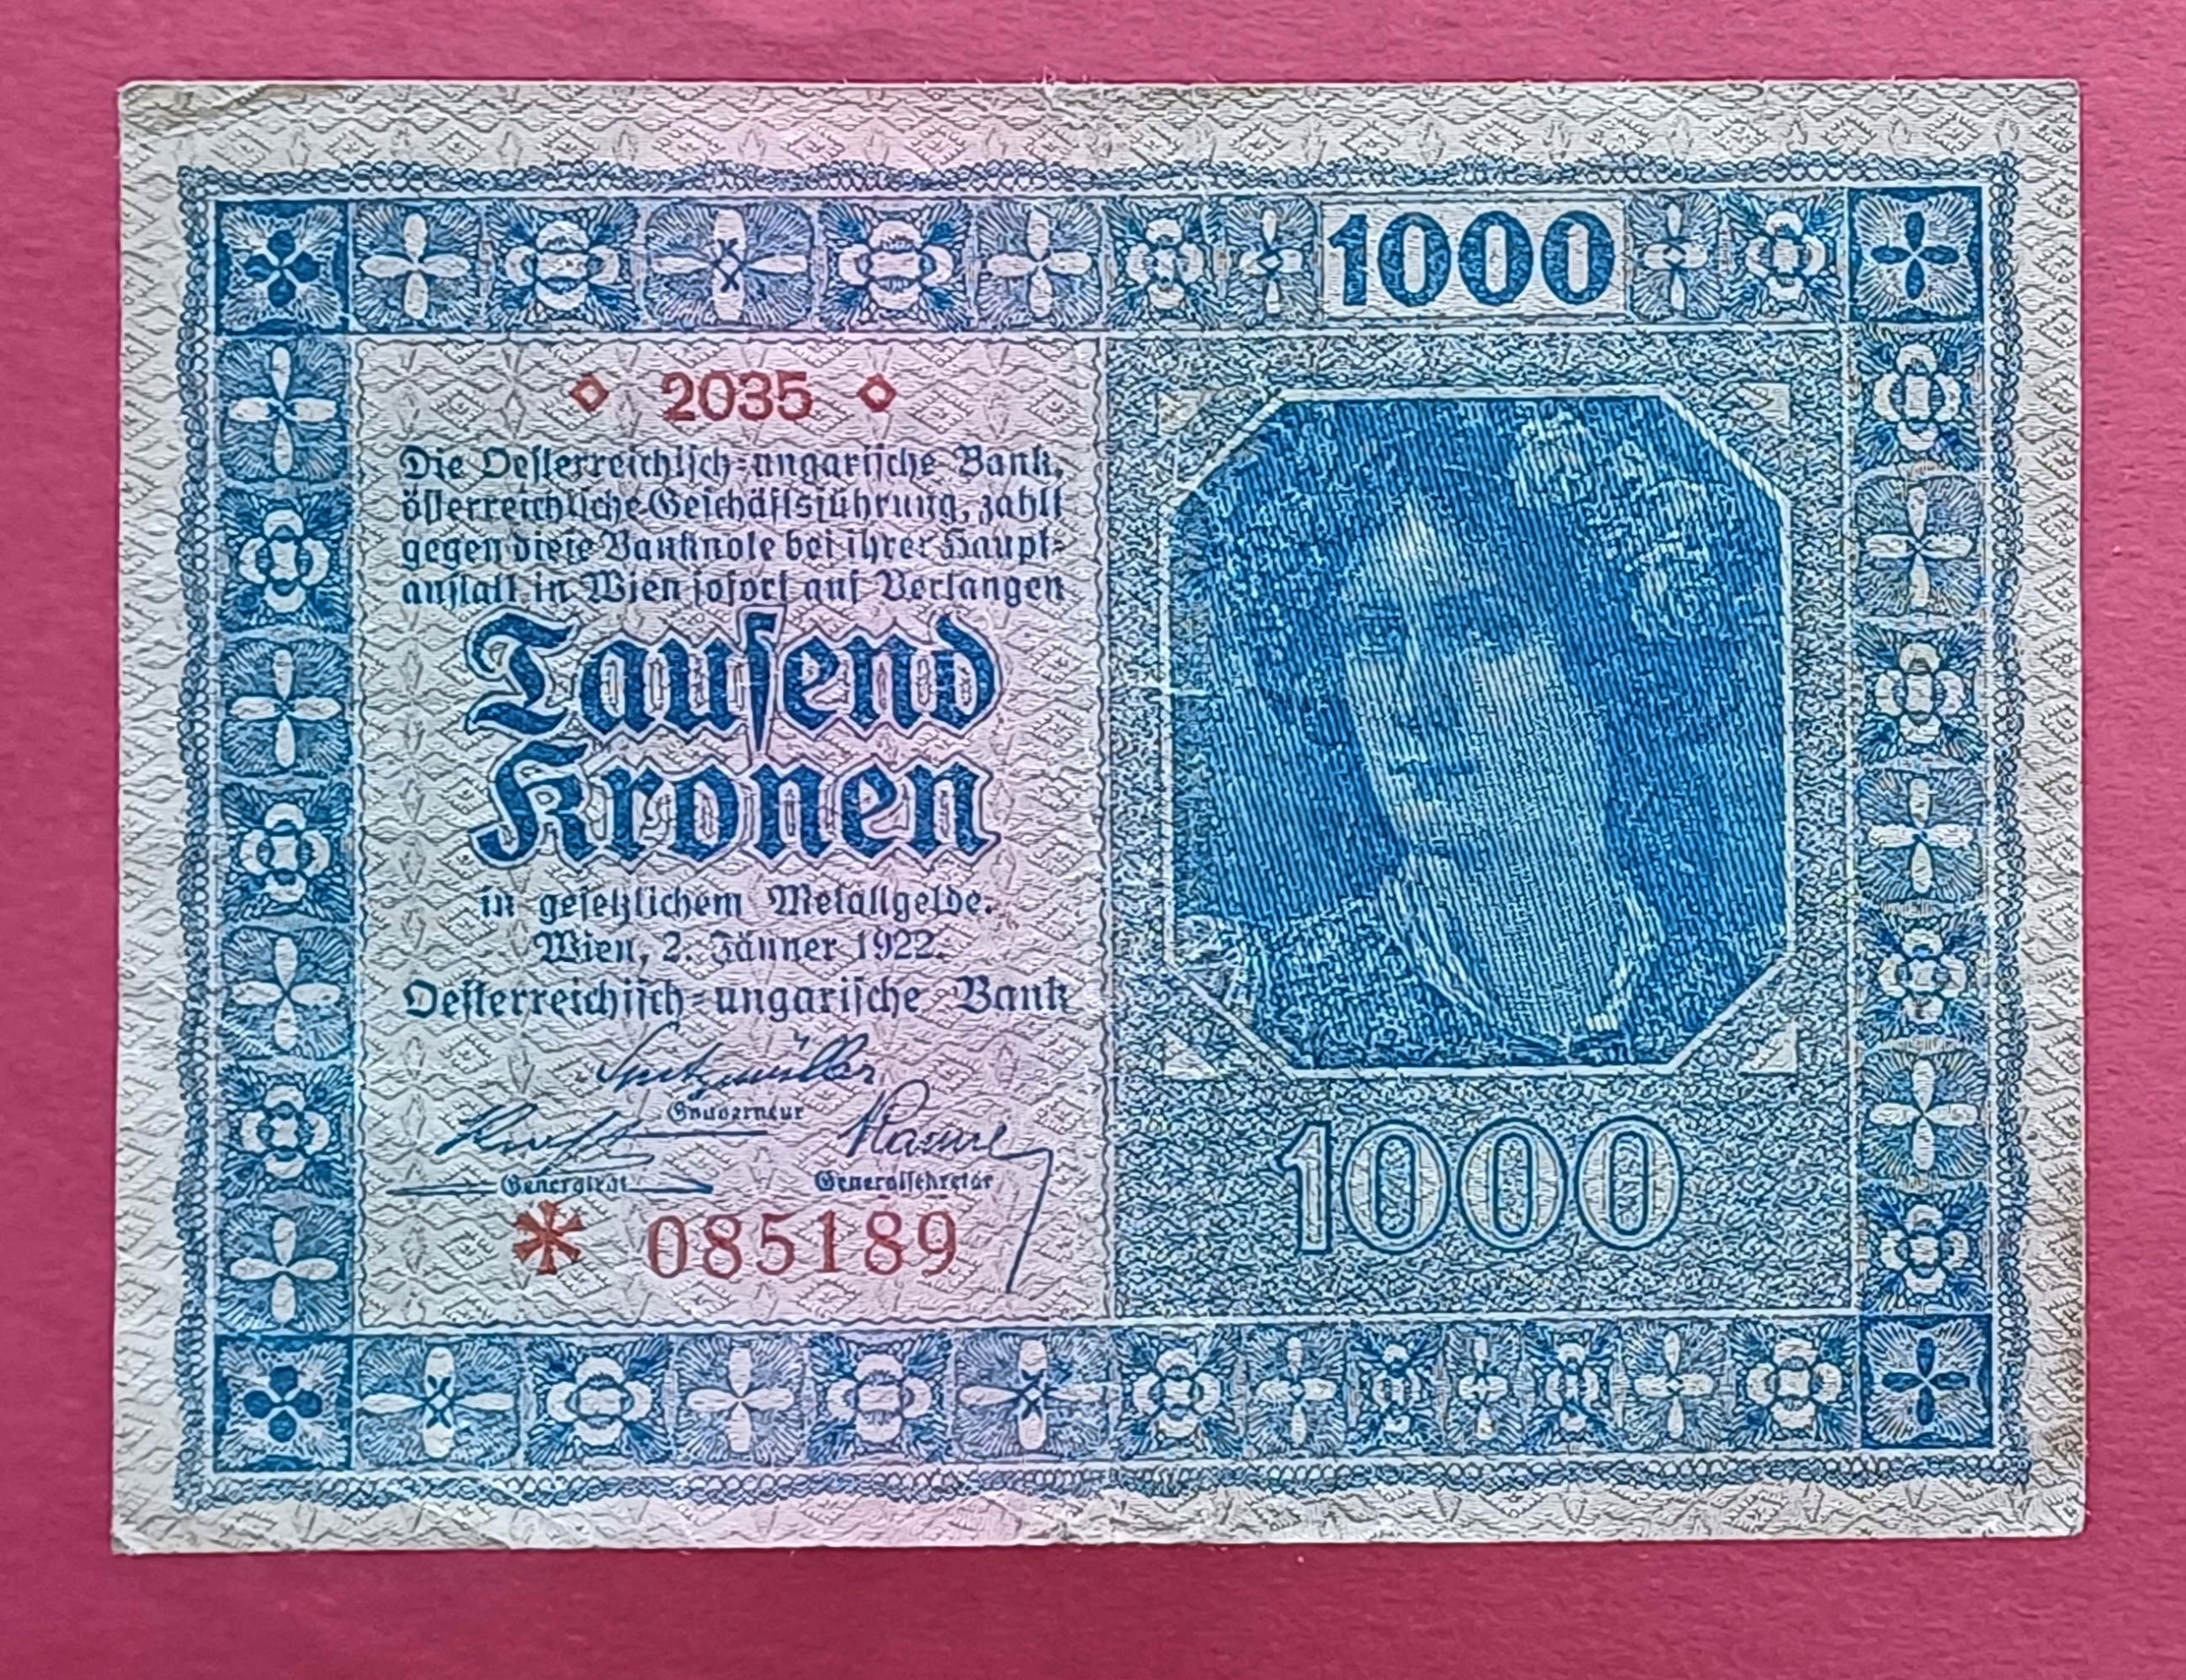 1000
◇ 2035 ◇
Die Oesterreichisch-ungarische Bank,
österreichische Geschäftsführung, zahlt
gegen diese Banknote bei ihrer Haupt-
anstalt in Wien sofort auf Verlangen
Tausend
Kronen
in gesetzlichem Metallgelde.
Wien, 2. Jänner 1922.
Oesterreichisch-ungarische Bank
Spitzmüller
Gouverneur
Generalrat
Generalsekretär
* 085189
1000